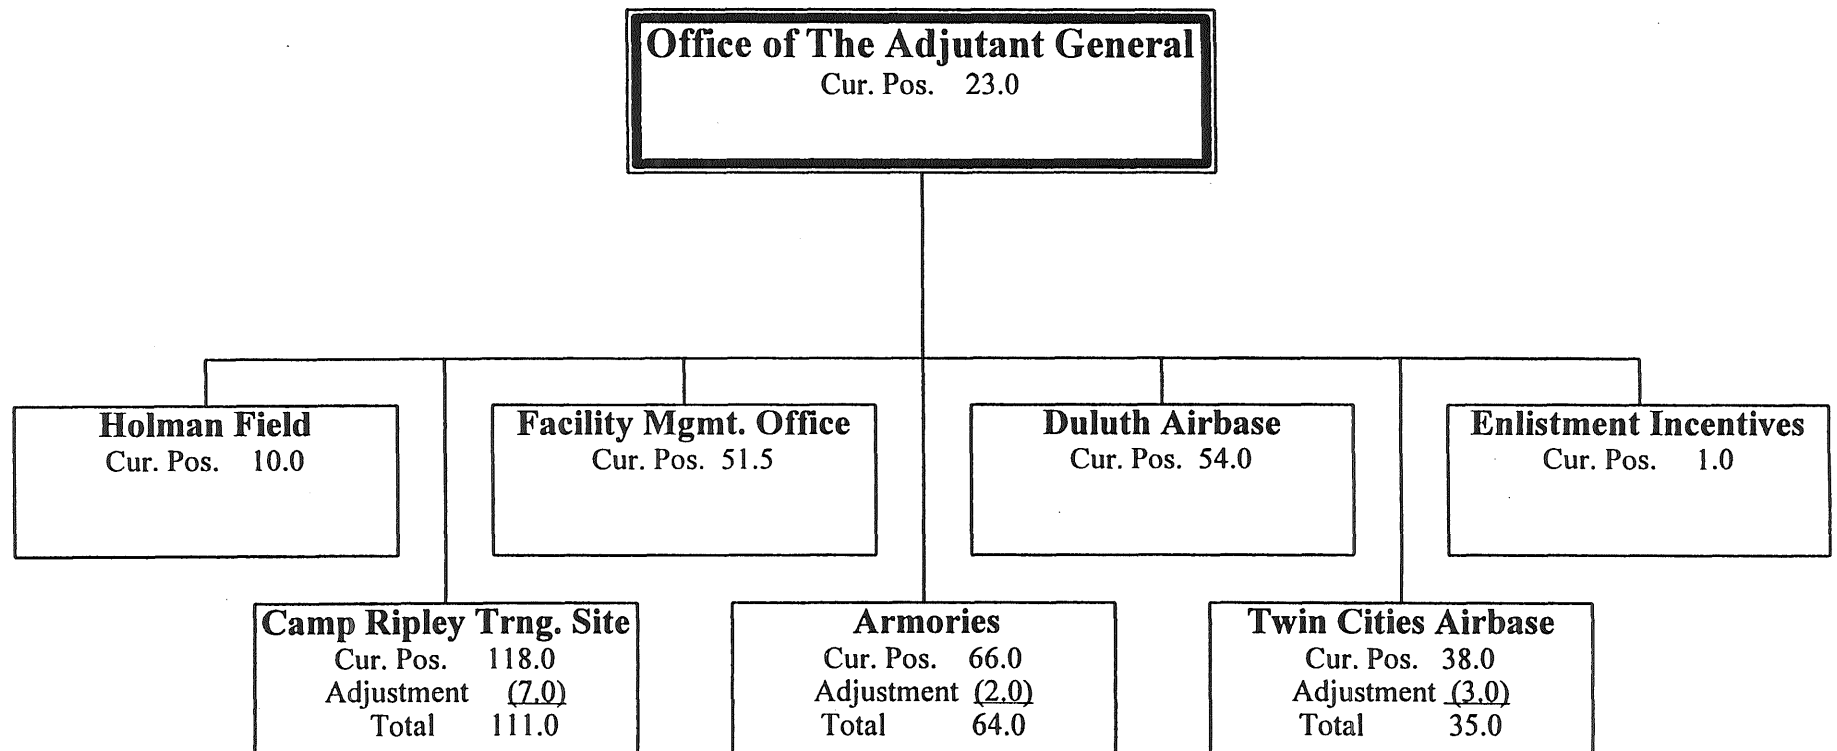 Office of The Adjutant General
Cur. Pos. 23.0
Holman Field
Cur. Pos. 10.0
Facility Mgmt. Office
Cur. Pos. 51.5
Duluth Airbase
Cur. Pos. 54.0
Enlistment Incentives
Cur. Pos. 1.0
Camp Ripley Trng. Site
Cur. Pos. 118.0
Adjustment (7.0)
Total 111.0
Armories
Cur. Pos. 66.0
Adjustment (2.0)
Total 64.0
Twin Cities Airbase
Cur. Pos. 38.0
Adjustment (3.0)
Total 35.0